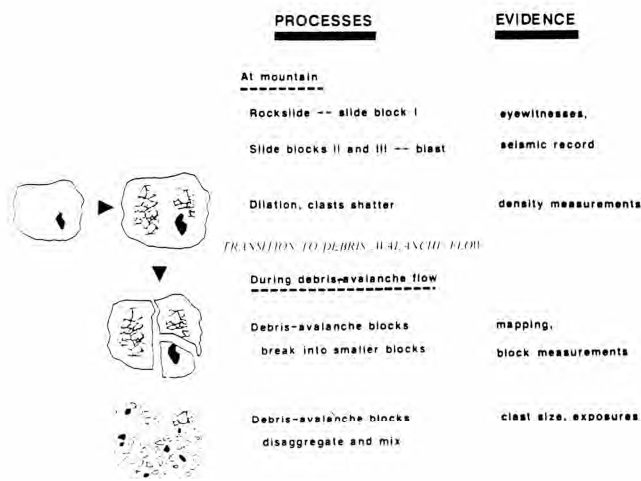 PROCESSES EVIDENCE
At mountain
Rockslide -- slide block I eyewitnesses,
Slide blocks II and III -- blast seismic record
Dilation, clasts shatter density measurements
TRANSITION TO DEBRIS AVALANCHE FLOW
During debris-avalanche flow
Debris-avalanche blocks mapping,
break into smaller blocks block measurements
Debris-avalanche blocks clast size, exposures
disaggregate and mix